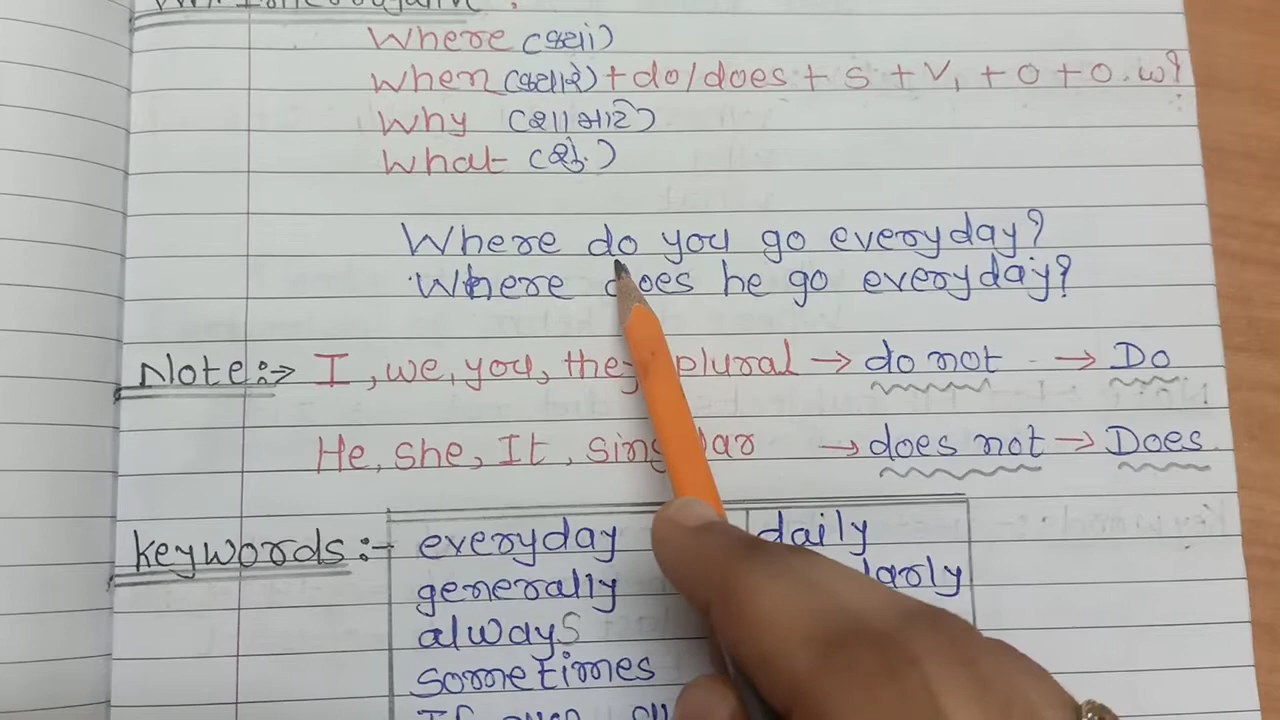 Where (ક્યાં)
When (ક્યારે) + do/does + S + V₁ + O + O.W?
Why (શા માટે)
What (શું)
Where do you go everyday?
Where does he go everyday?
Note:→ I, we, you, they plural → do not → Do
He, she, It, → does not → Does
Keywords:- everyday daily
generally
always
sometimes